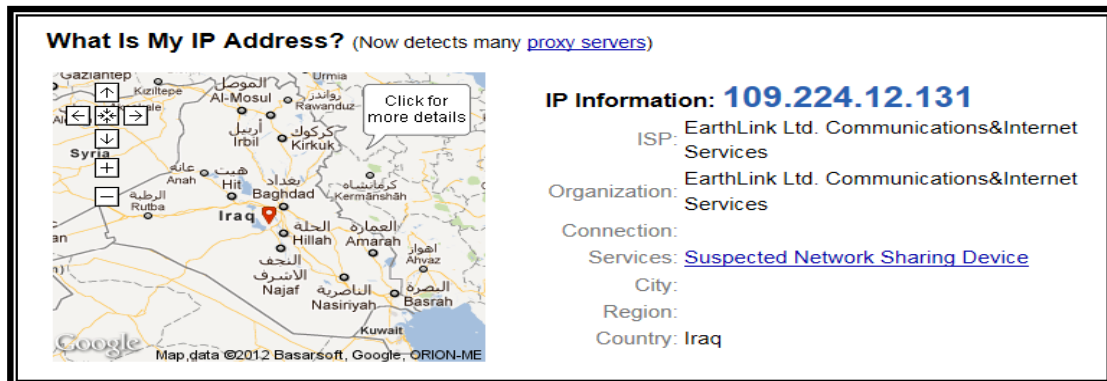 What Is My IP Address? (Now detects many proxy servers)
Gaziantep
Kiziltepe
الموصل
Al-Mosul
Urmia
رواندز
Rawanduz
Click for
more details
أربيل
Irbil
كركوك
Kirkuk
Syria
عانه
Anah
هيت
Hit
بغداد
Baghdad
كرمانشاه
Kermānshāh
الرطبة
Rutba
Iraq
الحلة
Hillah
العمارة
Amarah
اهواز
Ahvaz
النجف
الاشرف
Najaf
الناصرية
Nasiriyah
البصرة
Basrah
Kuwait
Google
Map data ©2012 Basarsoft, Google, ORION-ME
IP Information: 109.224.12.131
ISP: EarthLink Ltd. Communications&Internet
Services
Organization: EarthLink Ltd. Communications&Internet
Services
Connection:
Services: Suspected Network Sharing Device
City:
Region:
Country: Iraq